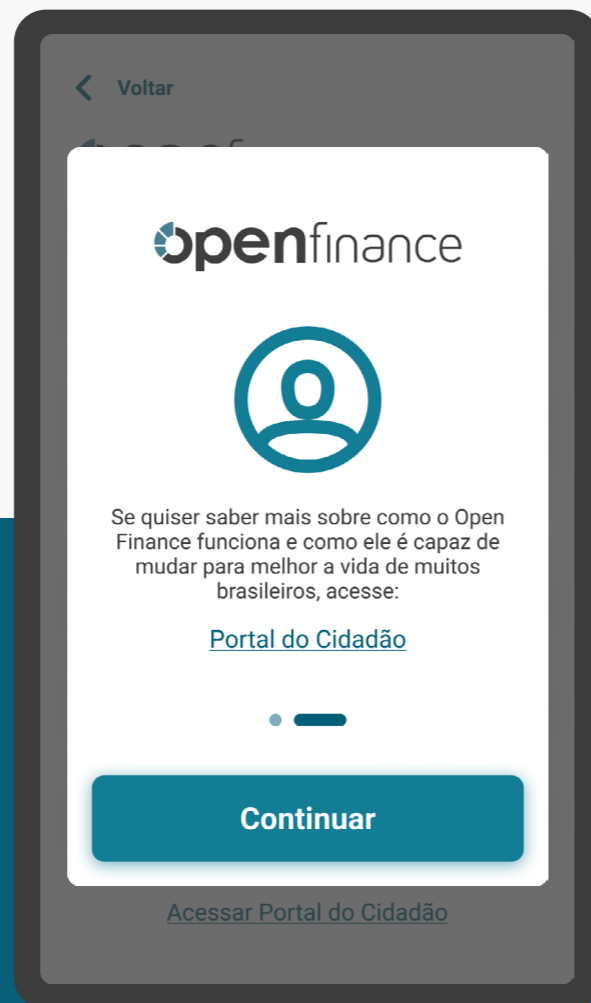 Voltar
openfinance
Se quiser saber mais sobre como o Open
Finance funciona e como ele é capaz de
mudar para melhor a vida de muitos
brasileiros, acesse:
Portal do Cidadão
Continuar
Acessar Portal do Cidadão